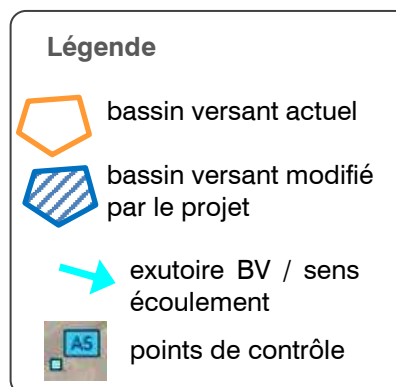 Légende
bassin versant actuel
bassin versant modifié
par le projet
exutoire BV / sens
écoulement
A5
points de contrôle